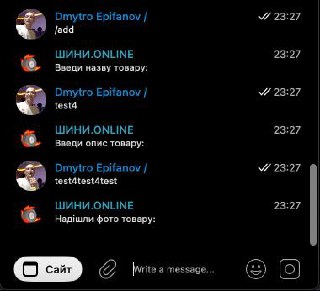 Dmytro Epifanov / 23:27
/add
ШИНИ.ONLINE 23:27
Введи назву товару:
Dmytro Epifanov / 23:27
test4
ШИНИ.ONLINE 23:27
Введи опис товару:
Dmytro Epifanov / 23:27
test4test4test
ШИНИ.ONLINE 23:27
Надішли фото товару:
Сайт Write a message...